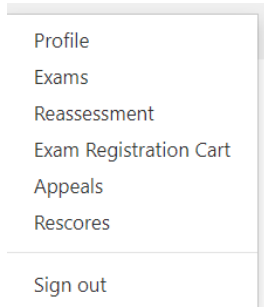 Profile
Exams
Reassessment
Exam Registration Cart
Appeals
Rescores
Sign out